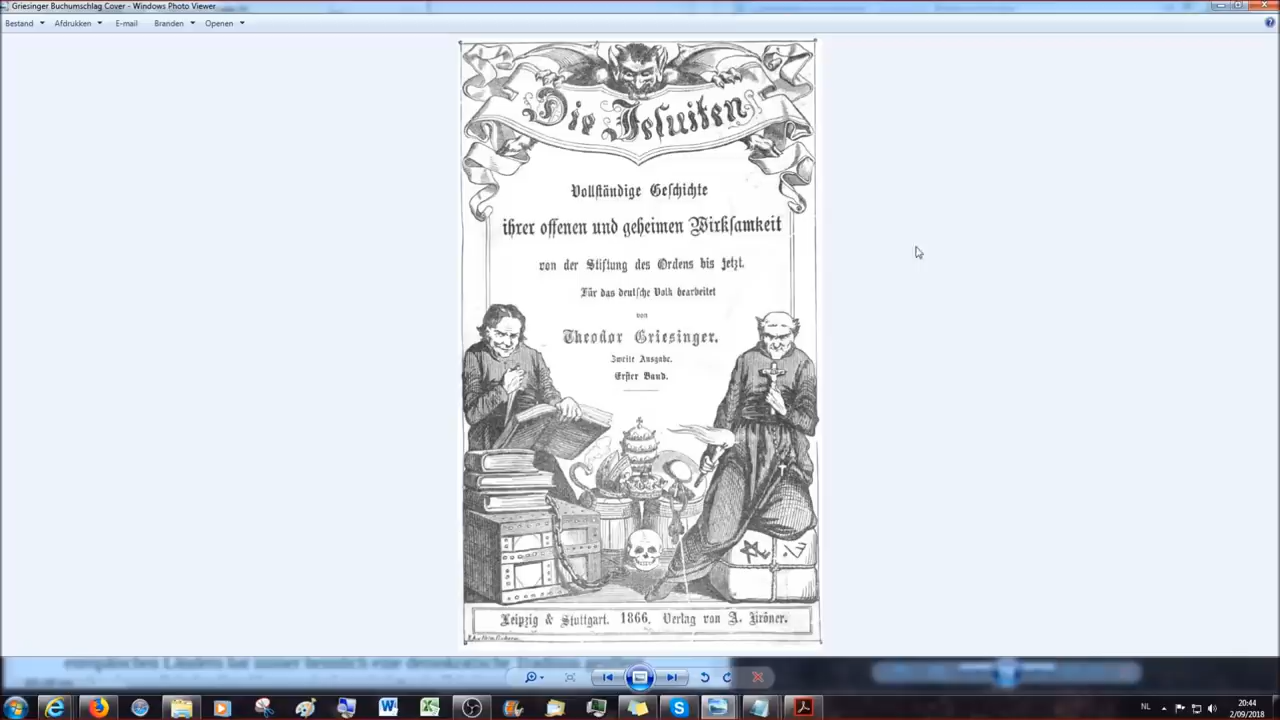 Griesinger Buchumschlag Cover - Windows Photo Viewer
Bestand Afdrukken E-mail Branden Openen
Die Jesuiten
Vollständige Geschichte
ihrer offenen und geheimen Wirksamkeit
von der Stiftung des Ordens bis jetzt.
Für das deutsche Volk bearbeitet
von
Theodor Griesinger.
Zweite Ausgabe.
Erster Band.
Leipzig & Stuttgart. 1866. Verlag von A. Kröner.
NL
20:44
2/09/2018